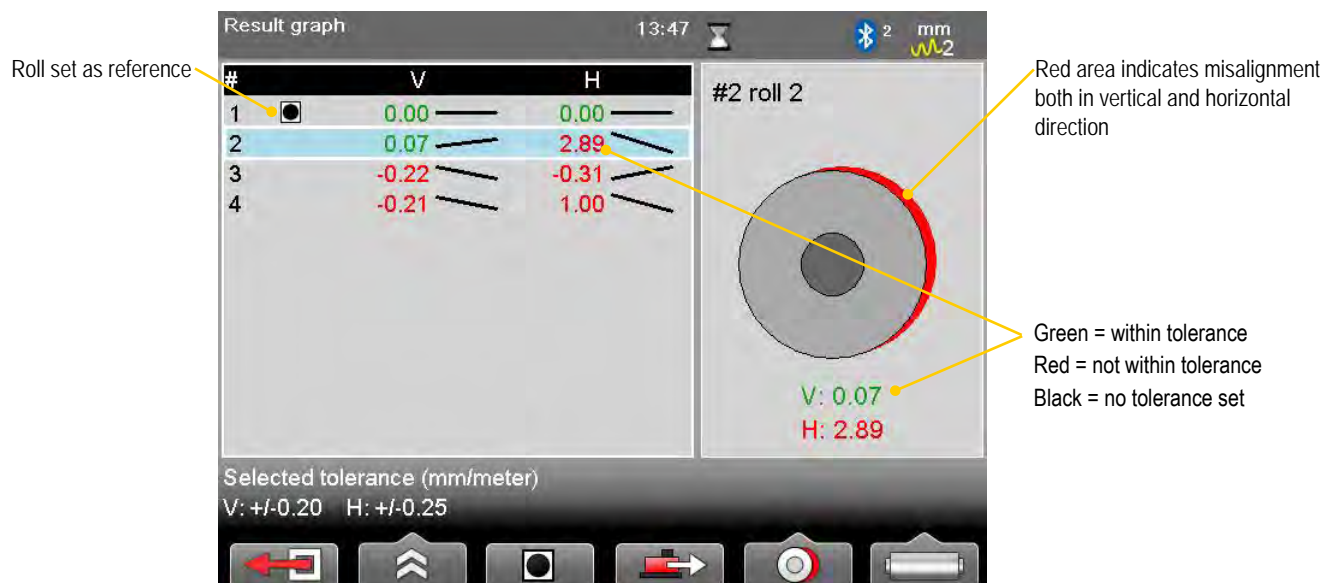 Result graph 13:47 2 mm
2
Roll set as reference
# V H
1 0.00 0.00
2 0.07 2.89
3 -0.22 -0.31
4 -0.21 1.00
#2 roll 2
Red area indicates misalignment
both in vertical and horizontal
direction
Green = within tolerance
Red = not within tolerance
Black = no tolerance set
V: 0.07
H: 2.89
Selected tolerance (mm/meter)
V: +/-0.20 H: +/-0.25